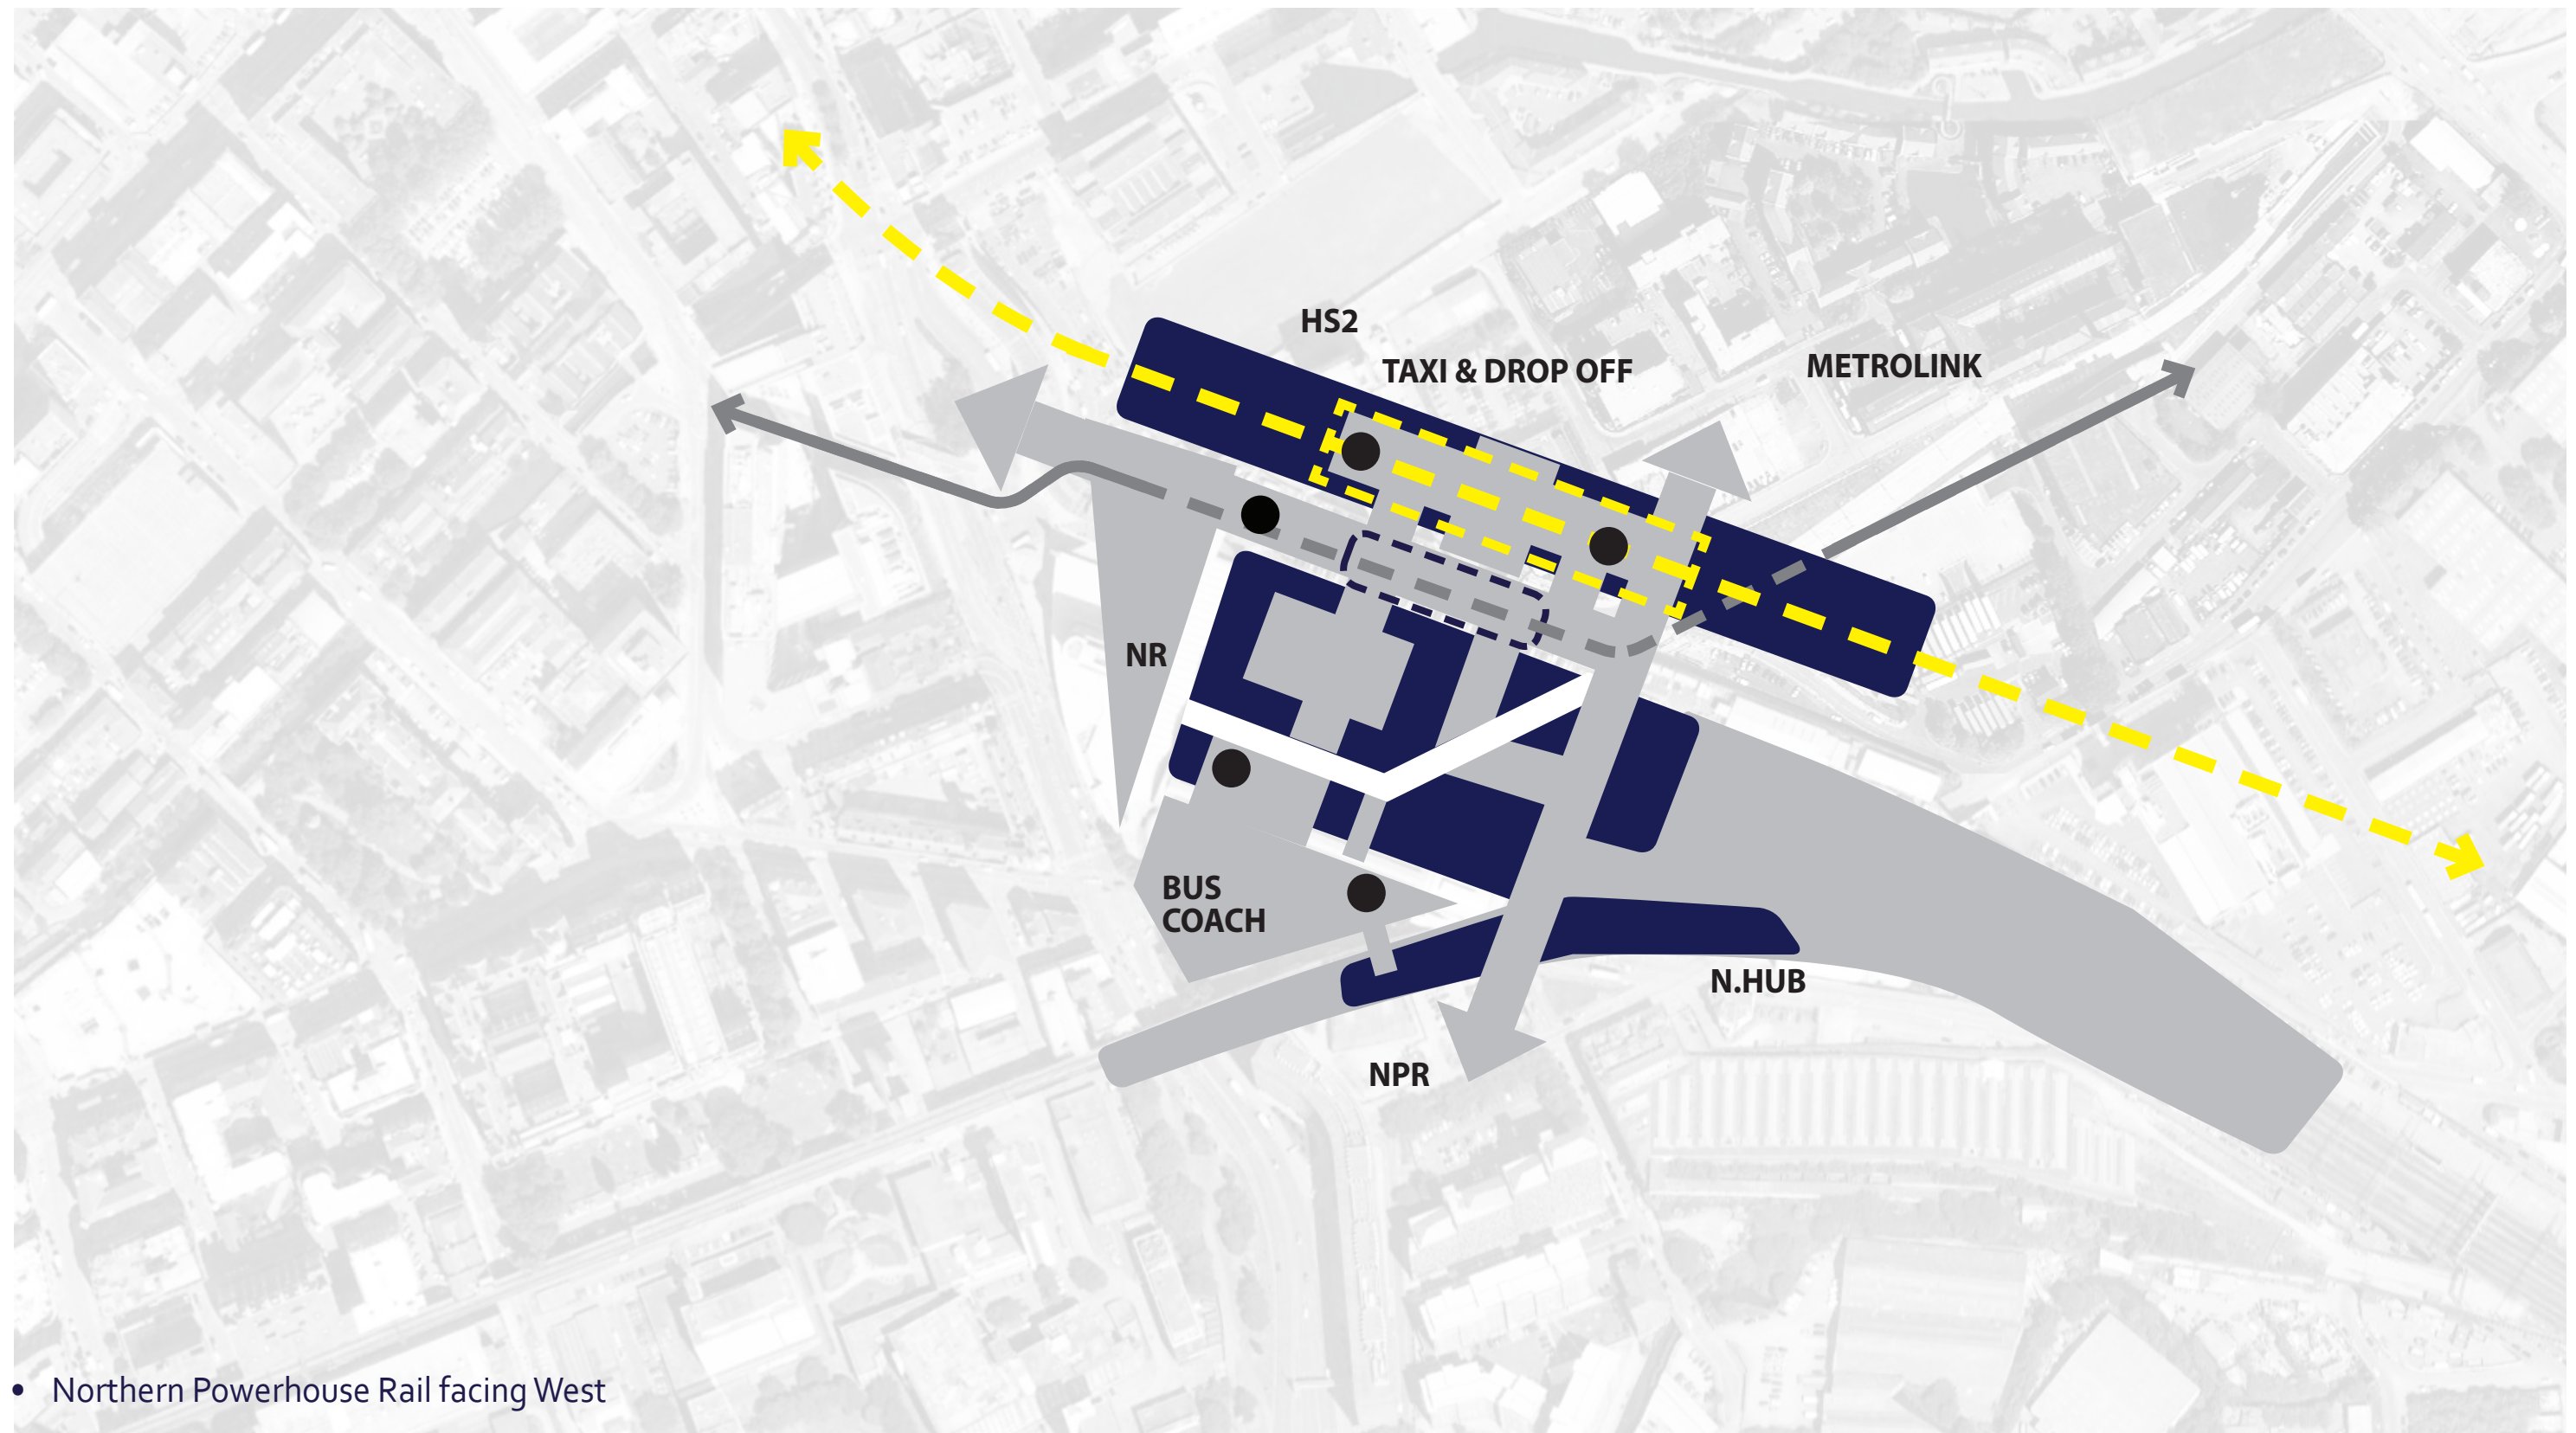 HS2
TAXI & DROP OFF
METROLINK
NR
BUS
COACH
N.HUB
NPR
• Northern Powerhouse Rail facing West